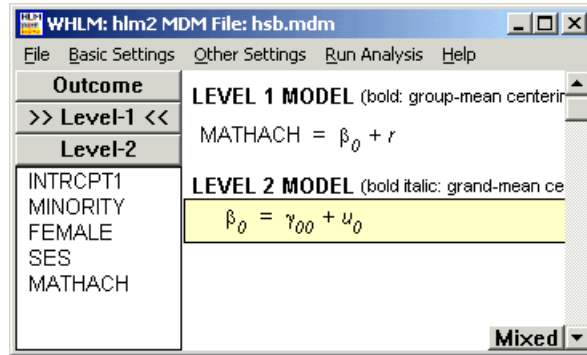 WHLM: hlm2 MDM File: hsb.mdm
File Basic Settings Other Settings Run Analysis Help
Outcome
>> Level-1 <<
Level-2
INTRCPT1
MINORITY
FEMALE
SES
MATHACH
LEVEL 1 MODEL (bold: group-mean centerin
MATHACH = β₀ + r
LEVEL 2 MODEL (bold italic: grand-mean ce
β₀ = γ₀₀ + u₀
Mixed